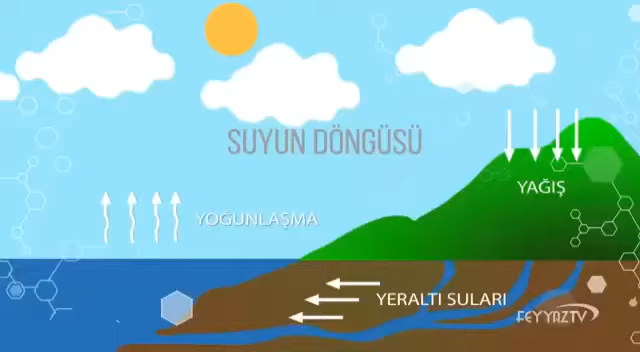 SUYUN DÖNGÜSÜ
YAĞIŞ
YOĞUNLAŞMA
YERALTI SULARI
FEYYAZTV